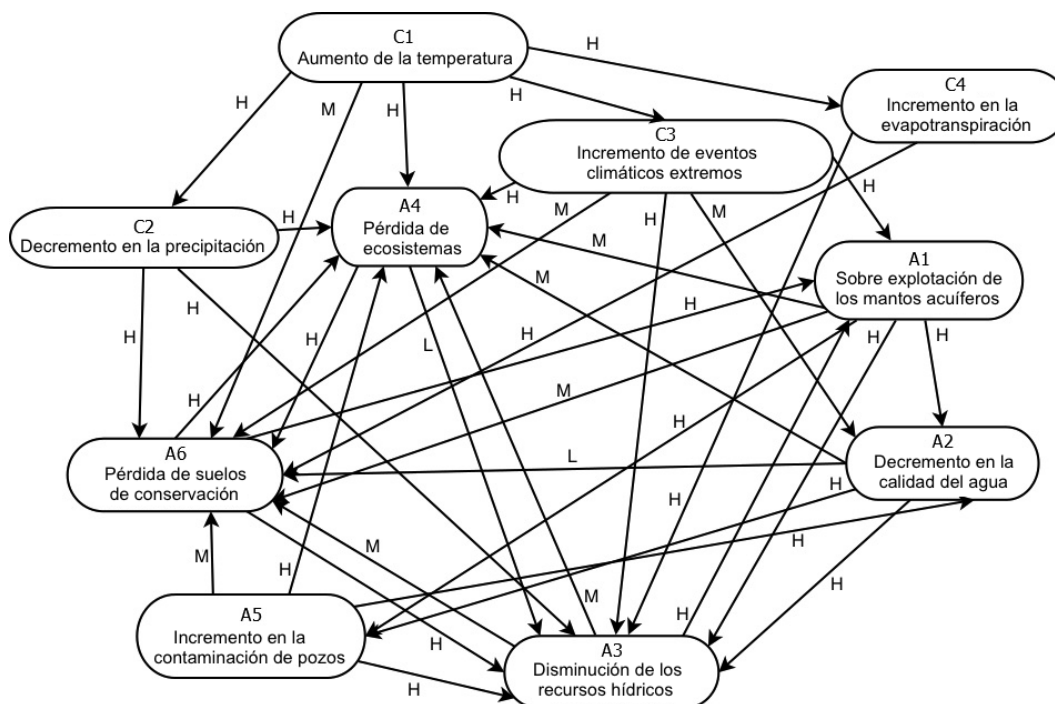 C1
Aumento de la temperatura
H
C4
Incremento en la
evapotranspiración
H
M
H
H
C3
Incremento de eventos
climáticos extremos
H
H
A4
Pérdida de
ecosistemas
C2
Decremento en la precipitación
H
M
H
M
M
A1
Sobre explotación de
los mantos acuíferos
M
H
H
H
H
H
L
H
H
H
M
H
A6
Pérdida de suelos
de conservación
A2
Decremento en la
calidad del agua
L
H
H
M
M
H
H
H
A5
Incremento en la
contaminación de pozos
M
H
H
H
A3
Disminución de los
recursos hídricos